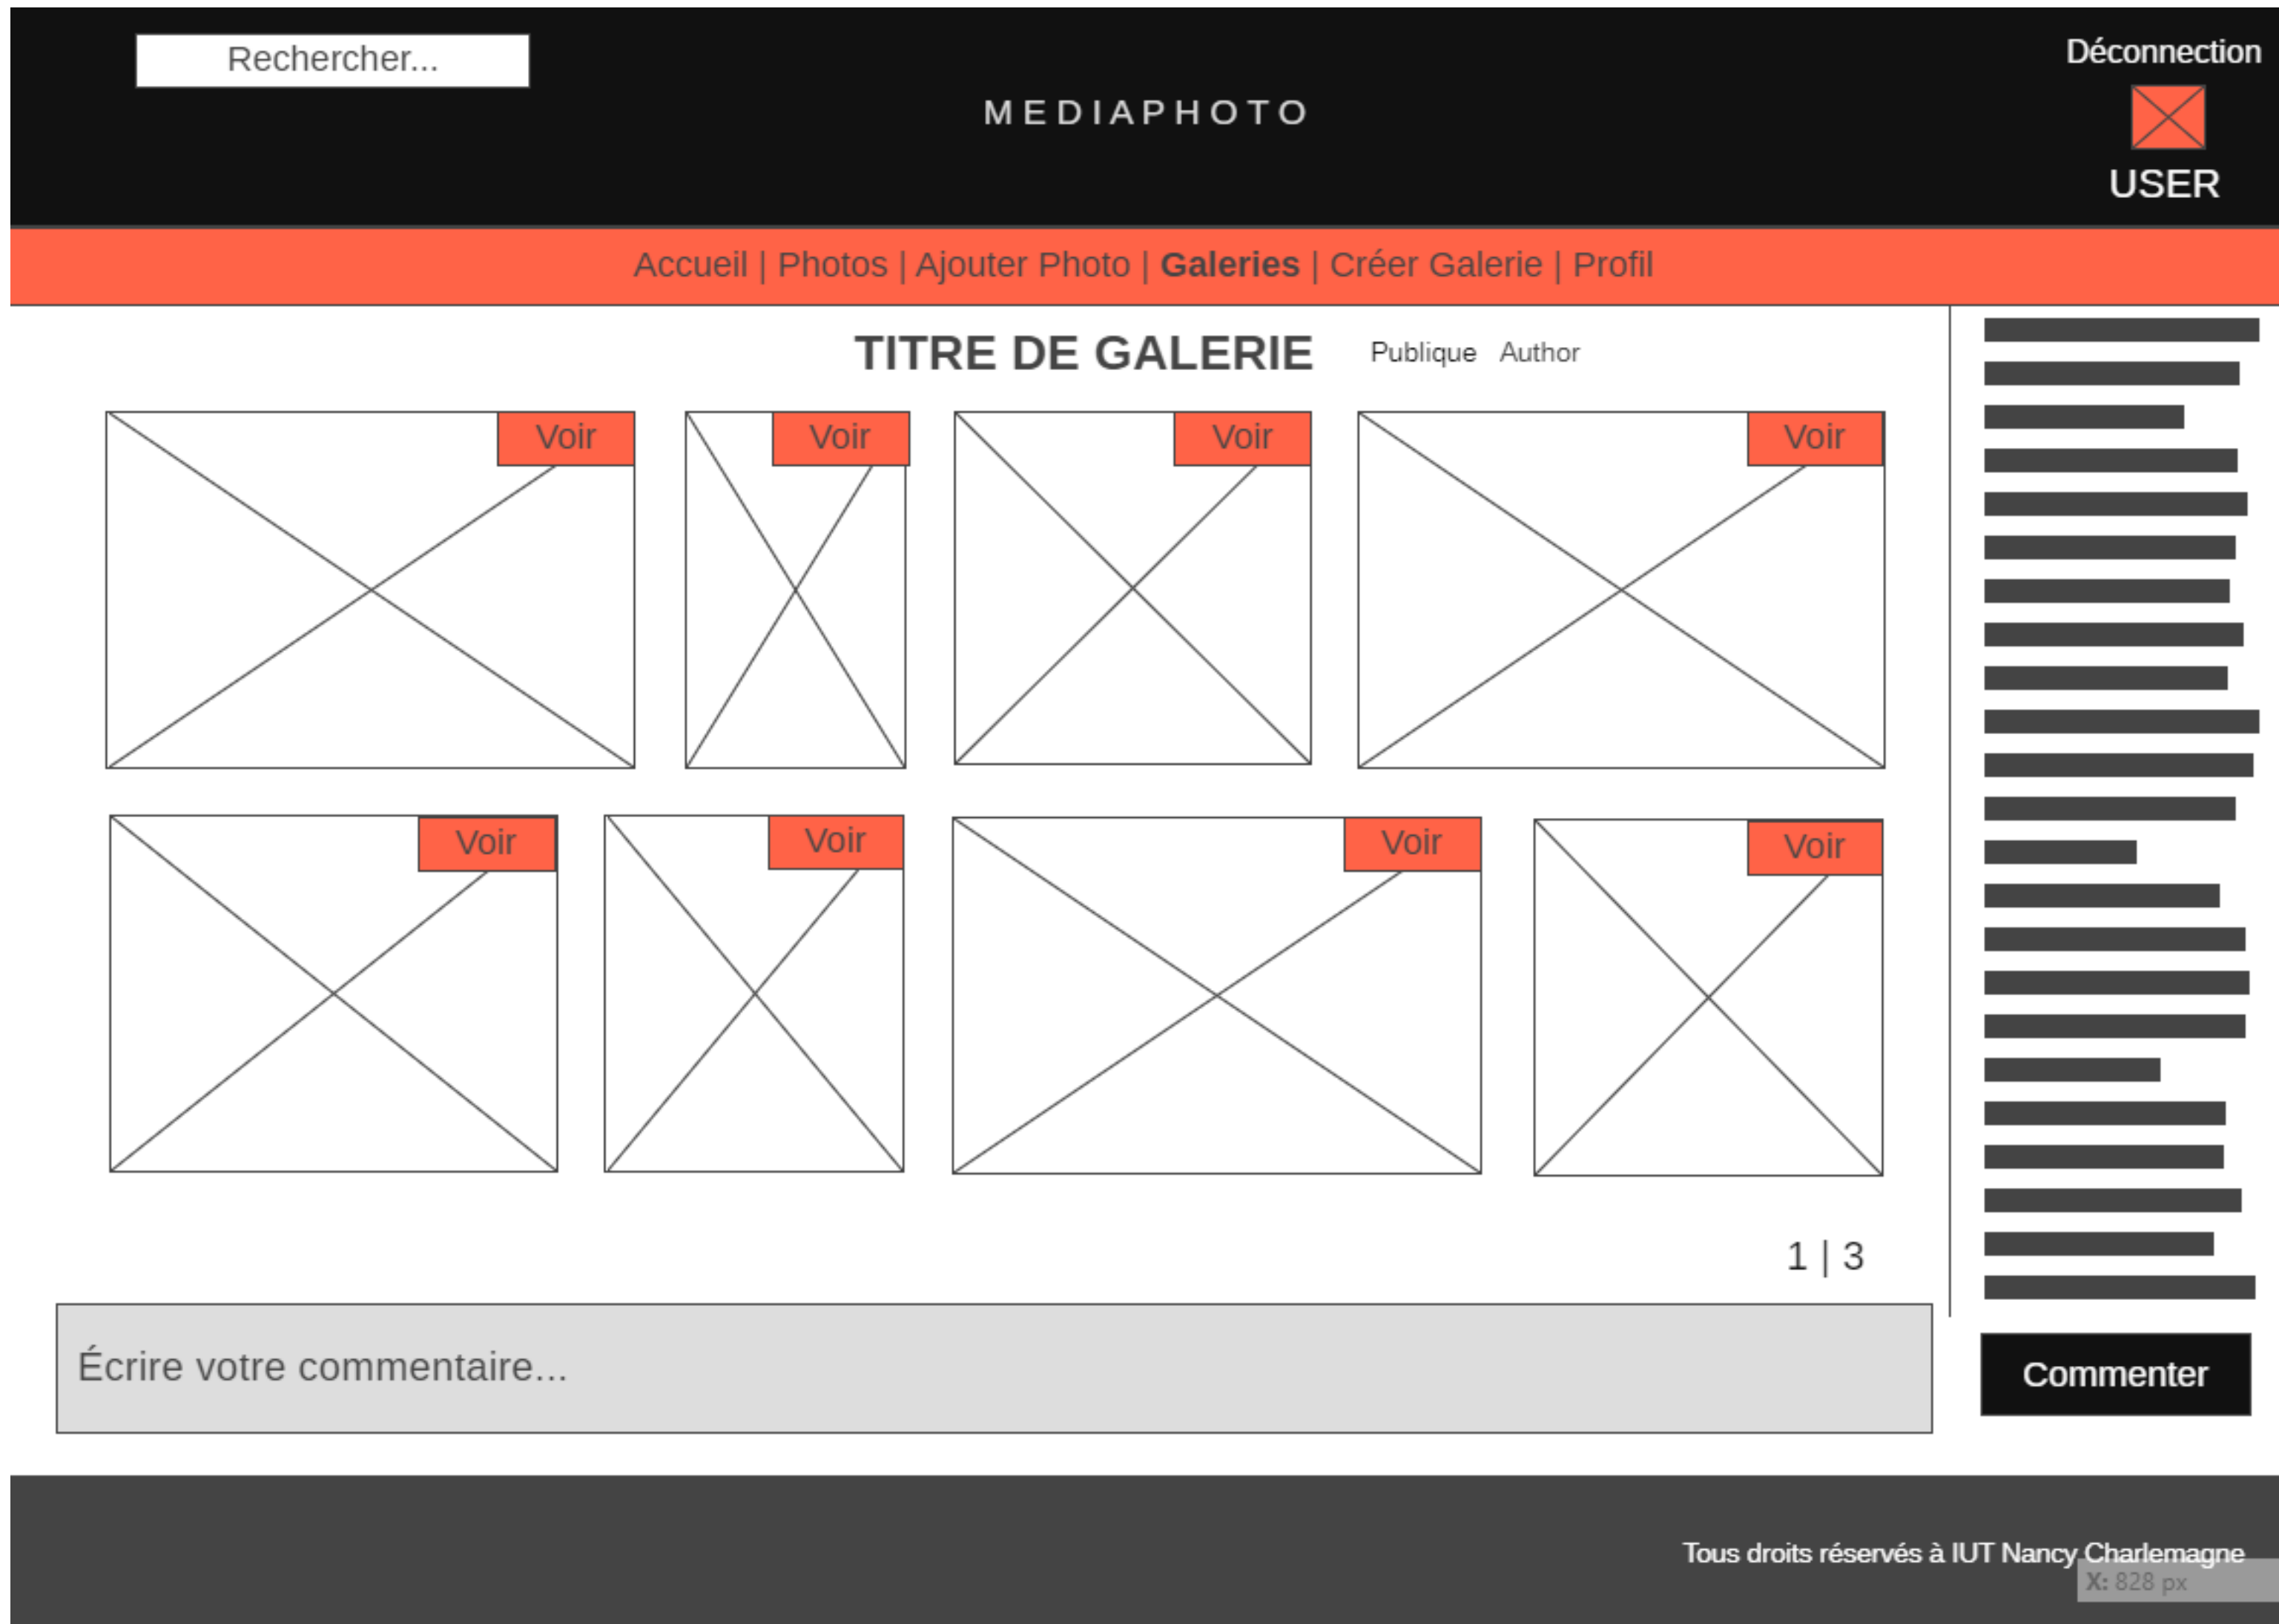 Rechercher...
Déconnection
MEDIAPHOTO
USER
Accueil | Photos | Ajouter Photo | Galeries | Créer Galerie | Profil
TITRE DE GALERIE Publique Author
Voir Voir Voir Voir
Voir Voir Voir Voir
1 | 3
Écrire votre commentaire...
Commenter
Tous droits réservés à IUT Nancy Charlemagne
X: 828 px